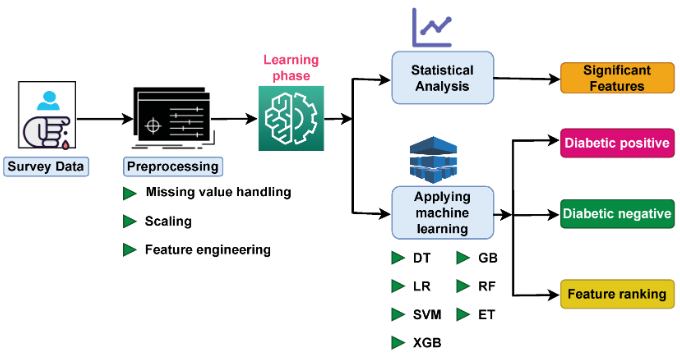 Learning
phase
Statistical
Analysis
Significant
Features
Survey Data
Preprocessing
Missing value handling
Scaling
Feature engineering
Applying
machine
learning
Diabetic positive
Diabetic negative
Feature ranking
DT
GB
LR
RF
SVM
ET
XGB